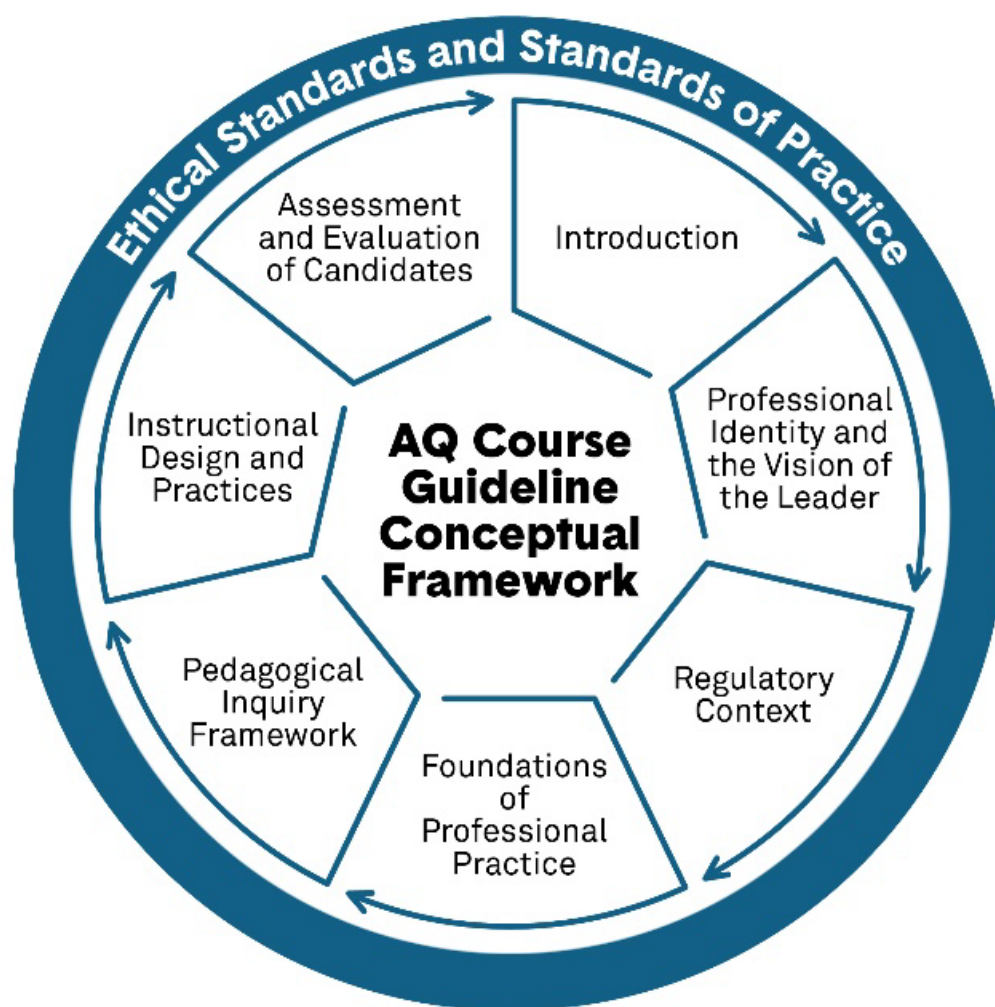 Ethical Standards and Standards of Practice
Introduction
Professional
Identity and
the Vision of
the Leader
Regulatory
Context
Foundations
of
Professional
Practice
Pedagogical
Inquiry
Framework
Instructional
Design and
Practices
Assessment
and Evaluation
of Candidates
AQ Course
Guideline
Conceptual
Framework